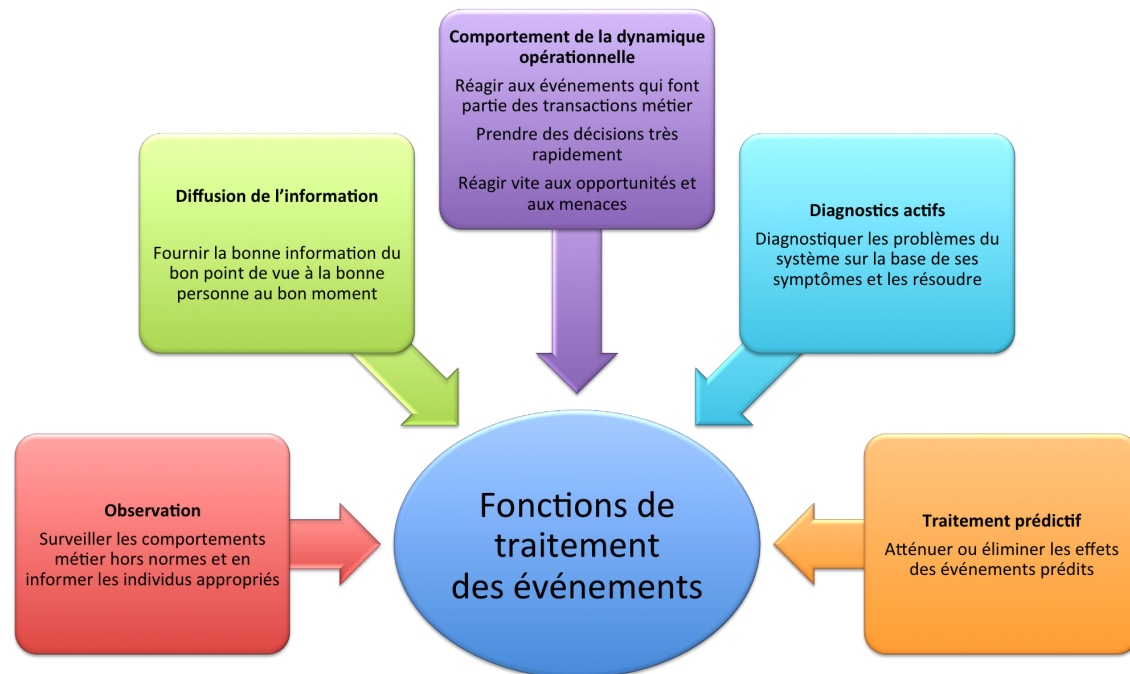 Comportement de la dynamique
opérationnelle
Réagir aux événements qui font
partie des transactions métier
Prendre des décisions très
rapidement
Réagir vite aux opportunités et
aux menaces
Diffusion de l’information
Fournir la bonne information du
bon point de vue à la bonne
personne au bon moment
Diagnostics actifs
Diagnostiquer les problèmes du
système sur la base de ses
symptômes et les résoudre
Observation
Surveiller les comportements
métier hors normes et en
informer les individus appropriés
Fonctions de
traitement
des événements
Traitement prédictif
Atténuer ou éliminer les effets
des événements prédits